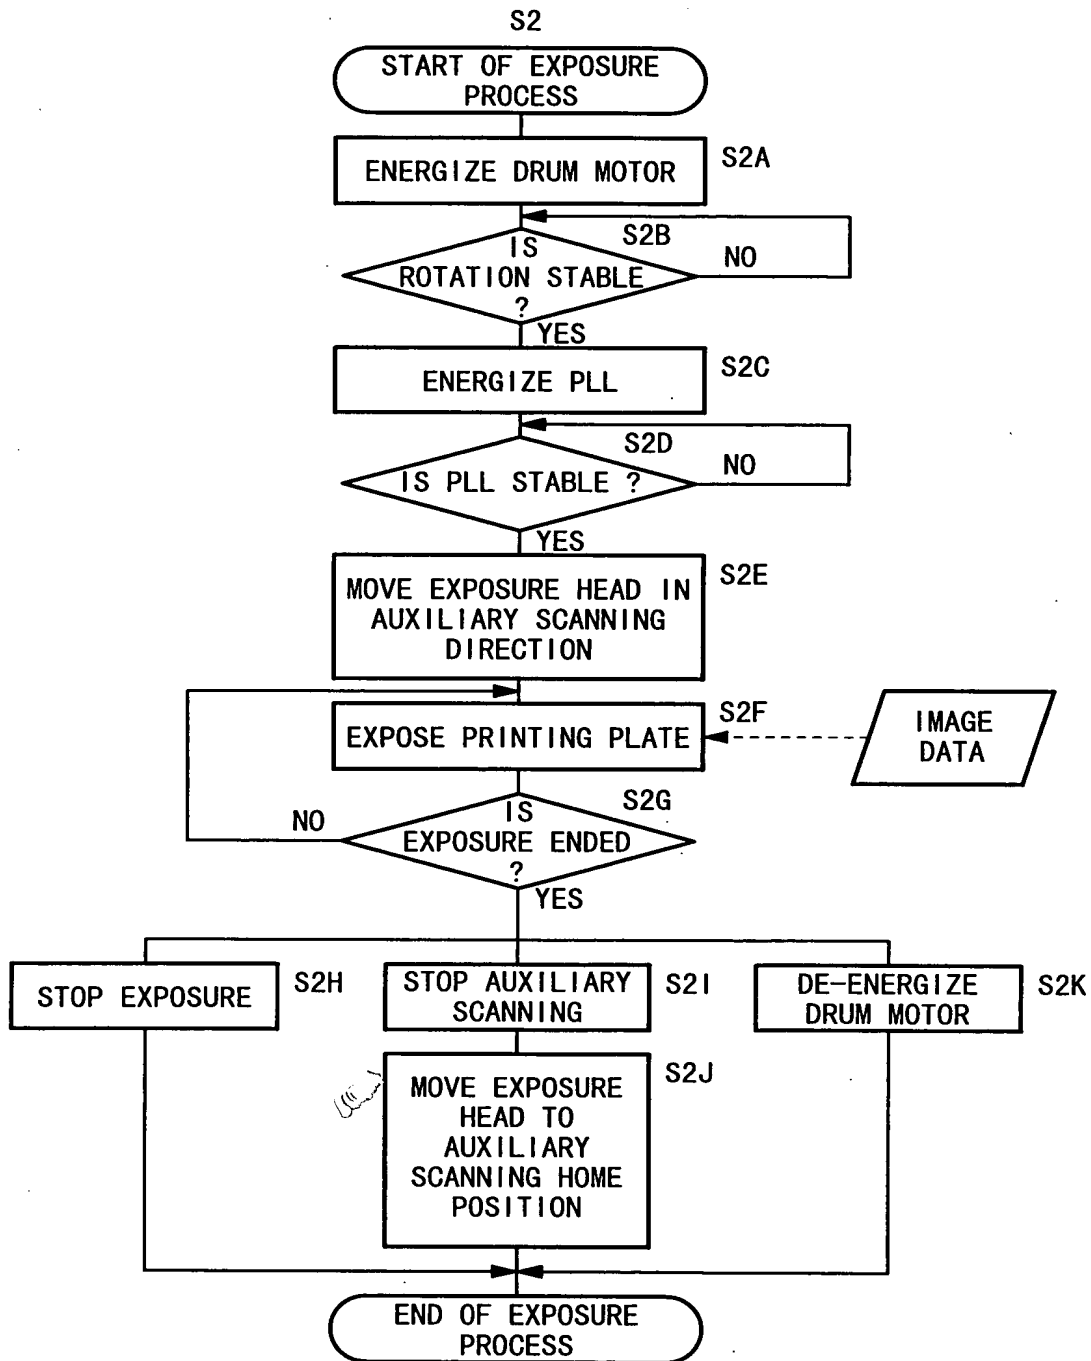 S2
START OF EXPOSURE
PROCESS
ENERGIZE DRUM MOTOR
S2A
S2B
IS
ROTATION STABLE
?
NO
YES
ENERGIZE PLL
S2C
S2D
IS PLL STABLE ?
NO
YES
MOVE EXPOSURE HEAD IN
AUXILIARY SCANNING
DIRECTION
S2E
EXPOSE PRINTING PLATE
S2F
IMAGE
DATA
S2G
IS
EXPOSURE ENDED
?
NO
YES
STOP EXPOSURE
S2H
STOP AUXILIARY
SCANNING
S2I
DE-ENERGIZE
DRUM MOTOR
S2K
MOVE EXPOSURE
HEAD TO
AUXILIARY
SCANNING HOME
POSITION
S2J
END OF EXPOSURE
PROCESS